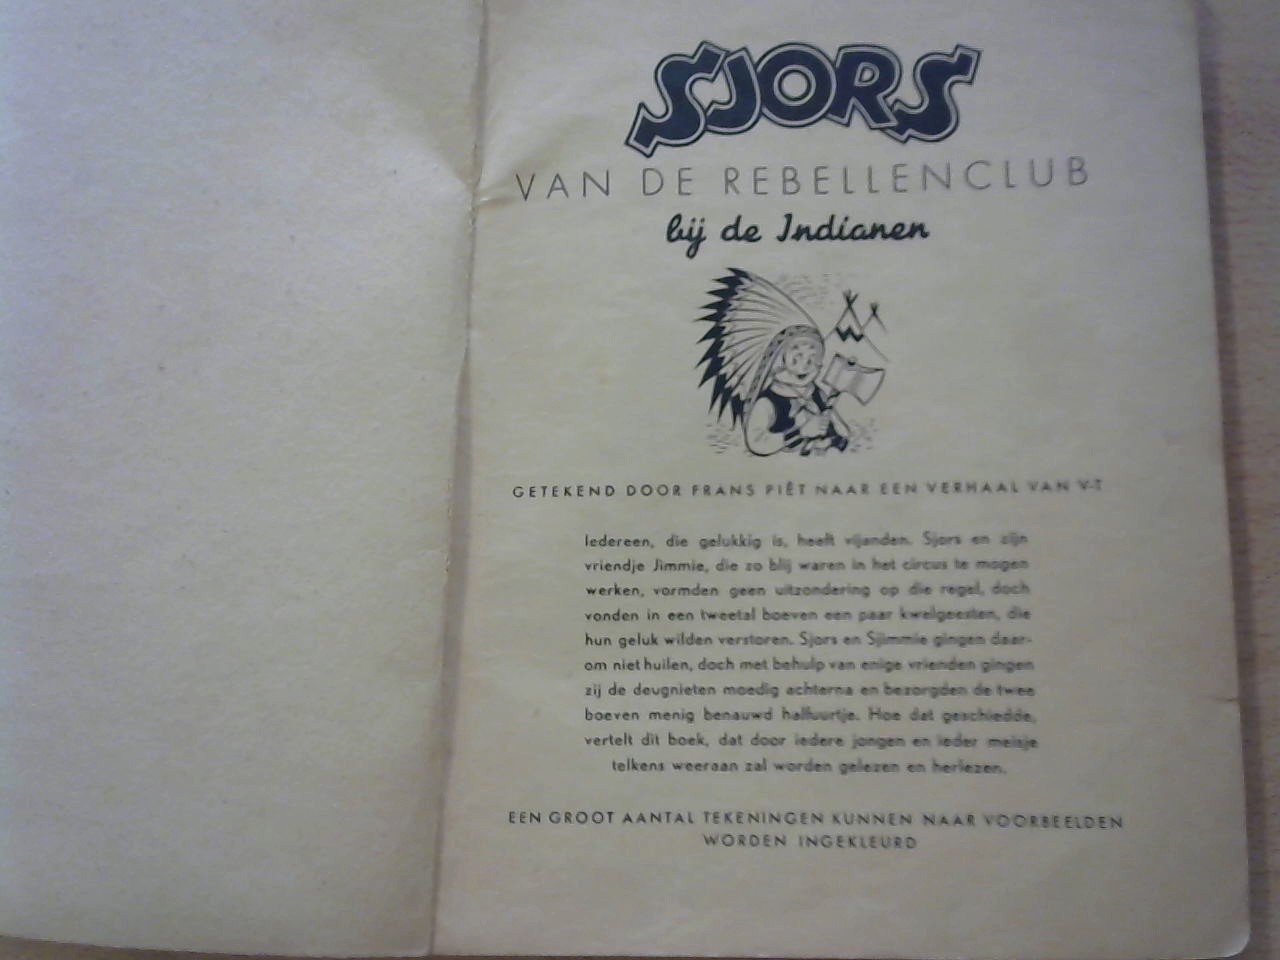 SJORS
VAN DE REBELLENCLUB
bij de Indianen
GETEKEND DOOR FRANS PIËT NAAR EEN VERHAAL VAN V-T
Iedereen, die gelukkig is, heeft vijanden. Sjors en zijn
vriendje Jimmie, die zo blij waren in het circus te mogen
werken, vormden geen uitzondering op die regel, doch
vonden in een tweetal boeven een paar kwelgeesten, die
hun geluk wilden verstoren. Sjors en Sjimmie gingen daar-
om niet huilen, doch met behulp van enige vrienden gingen
zij de deugnieten moedig achterna en bezorgden de twee
boeven menig benauwd halfuurtje. Hoe dat geschiedde,
vertelt dit boek, dat door iedere jongen en ieder meisje
telkens weeraan zal worden gelezen en herlezen.
EEN GROOT AANTAL TEKENINGEN KUNNEN NAAR VOORBEELDEN
WORDEN INGEKLEURD